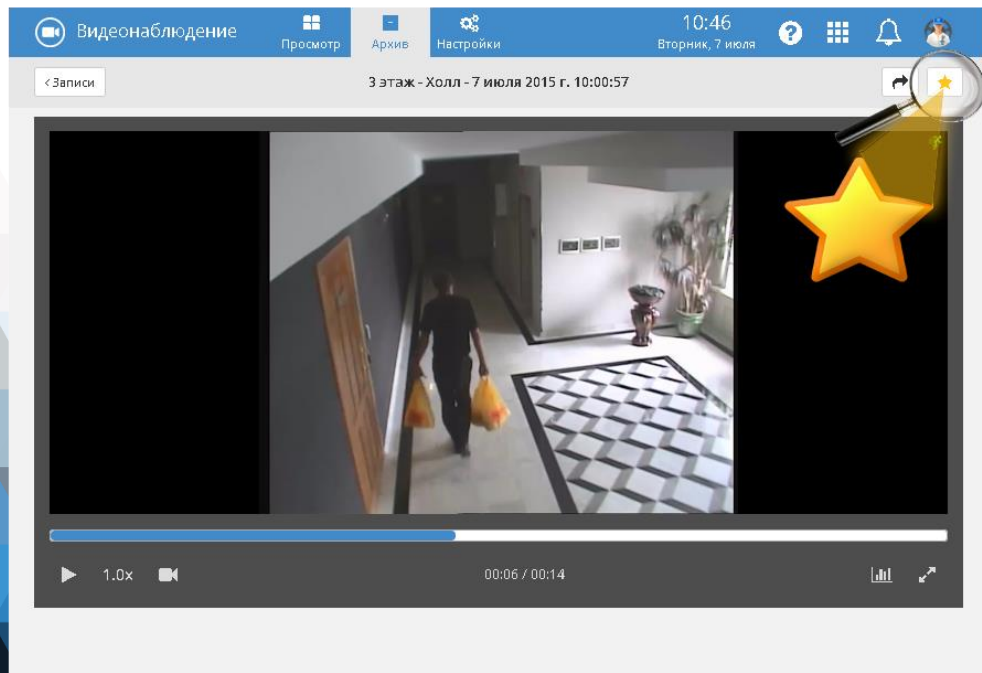 Видеонаблюдение
Просмотр
Архив
Настройки
10:46
Вторник, 7 июля
?
‹ Записи
3 этаж - Холл - 7 июля 2015 г. 10:00:57
1.0x
00:06 / 00:14